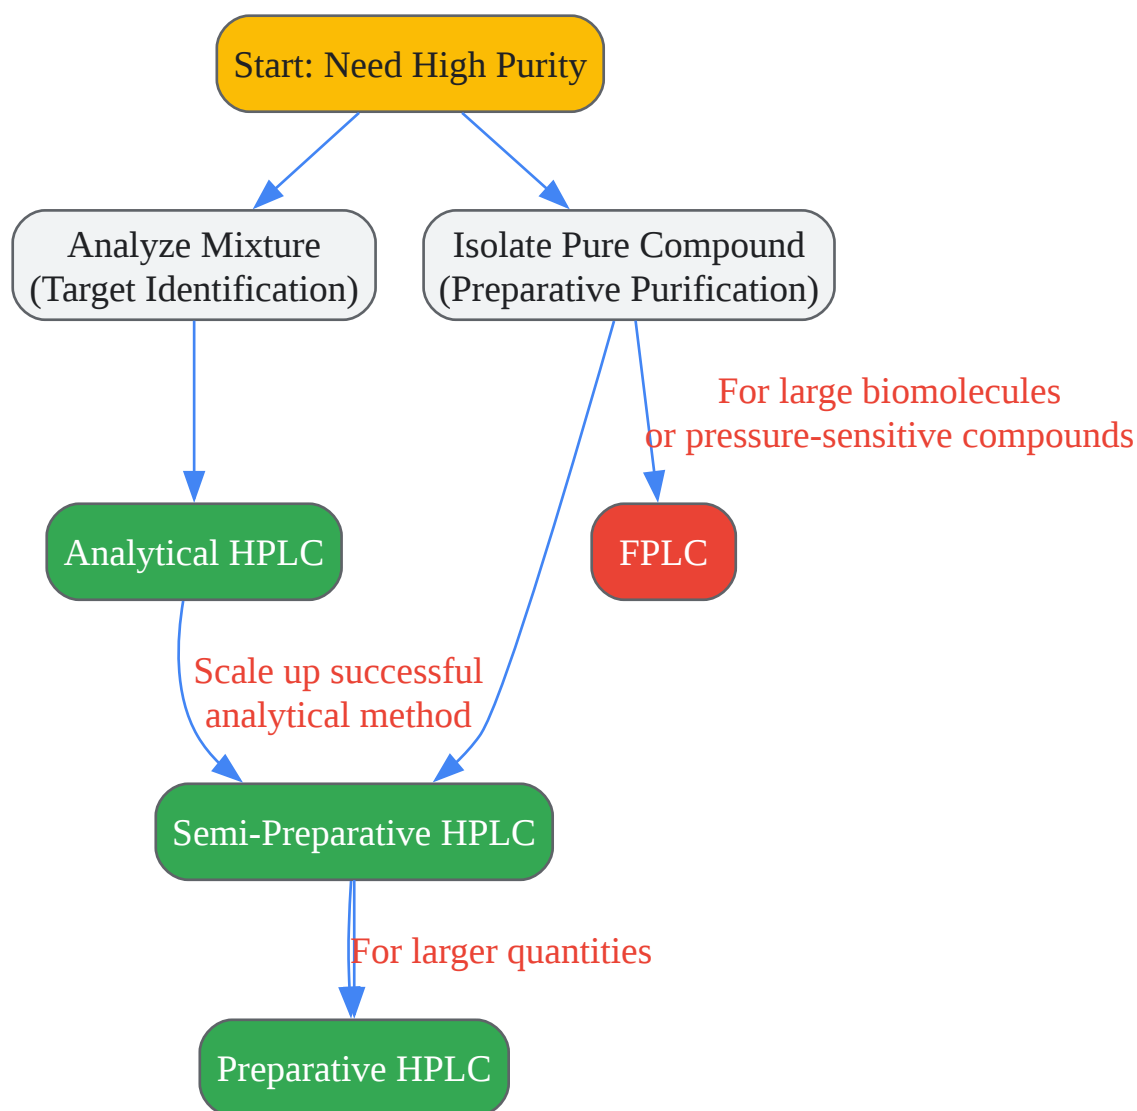 Start: Need High Purity
Analyze Mixture
(Target Identification)
Isolate Pure Compound
(Preparative Purification)
For large biomolecules
or pressure-sensitive compounds
Analytical HPLC
FPLC
Scale up successful
analytical method
Semi-Preparative HPLC
For larger quantities
Preparative HPLC